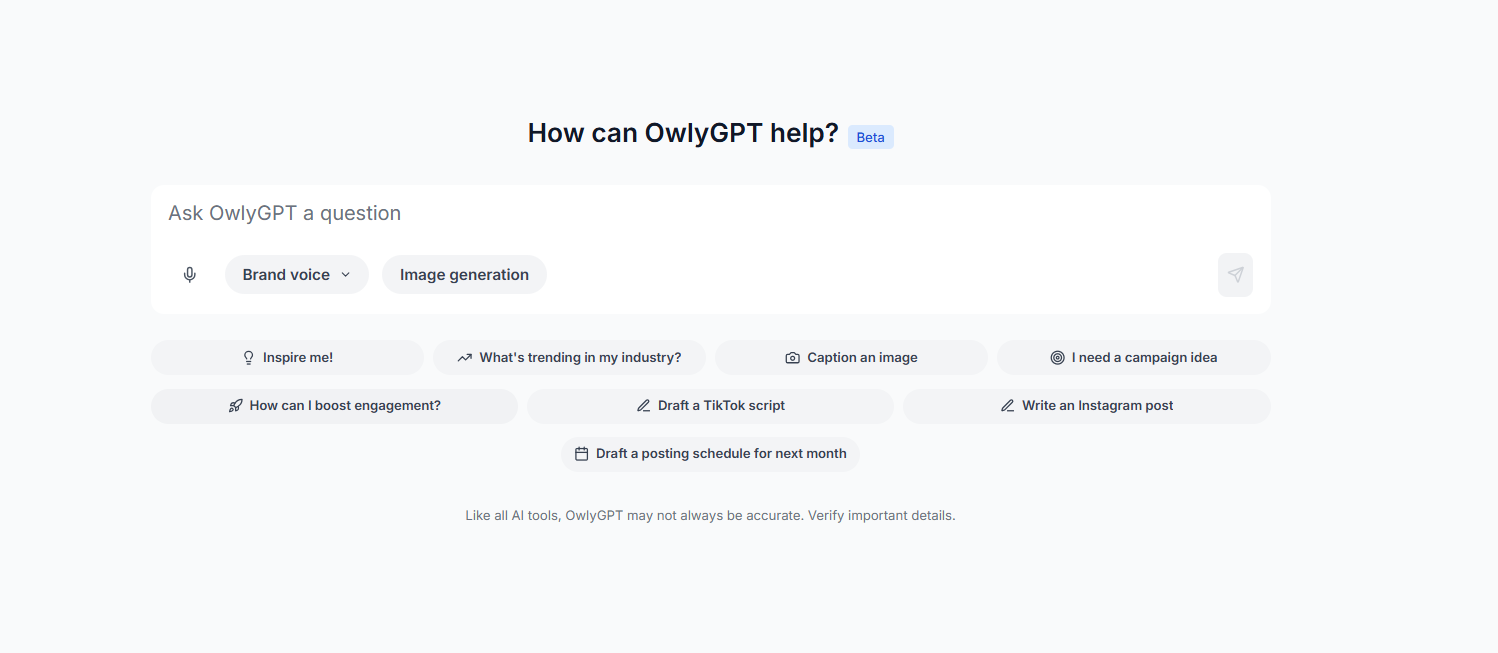 How can OwlyGPT help? Beta
Ask OwlyGPT a question
Brand voice
Image generation
Inspire me!
What's trending in my industry?
Caption an image
I need a campaign idea
How can I boost engagement?
Draft a TikTok script
Write an Instagram post
Draft a posting schedule for next month
Like all AI tools, OwlyGPT may not always be accurate. Verify important details.